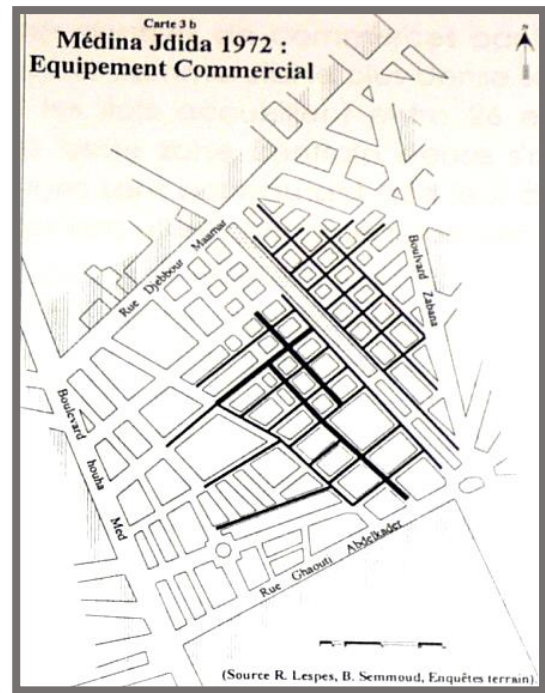 Carte 3 b
Médina Jdida 1972 :
Equipement Commercial
N
Rue Djebbour Maamar
Boulvard Zabana
Boulevard houha Med
Rue Ghaouti Abdelkader
(Source R. Lespes, B. Semmoud, Enquêtes terrain).